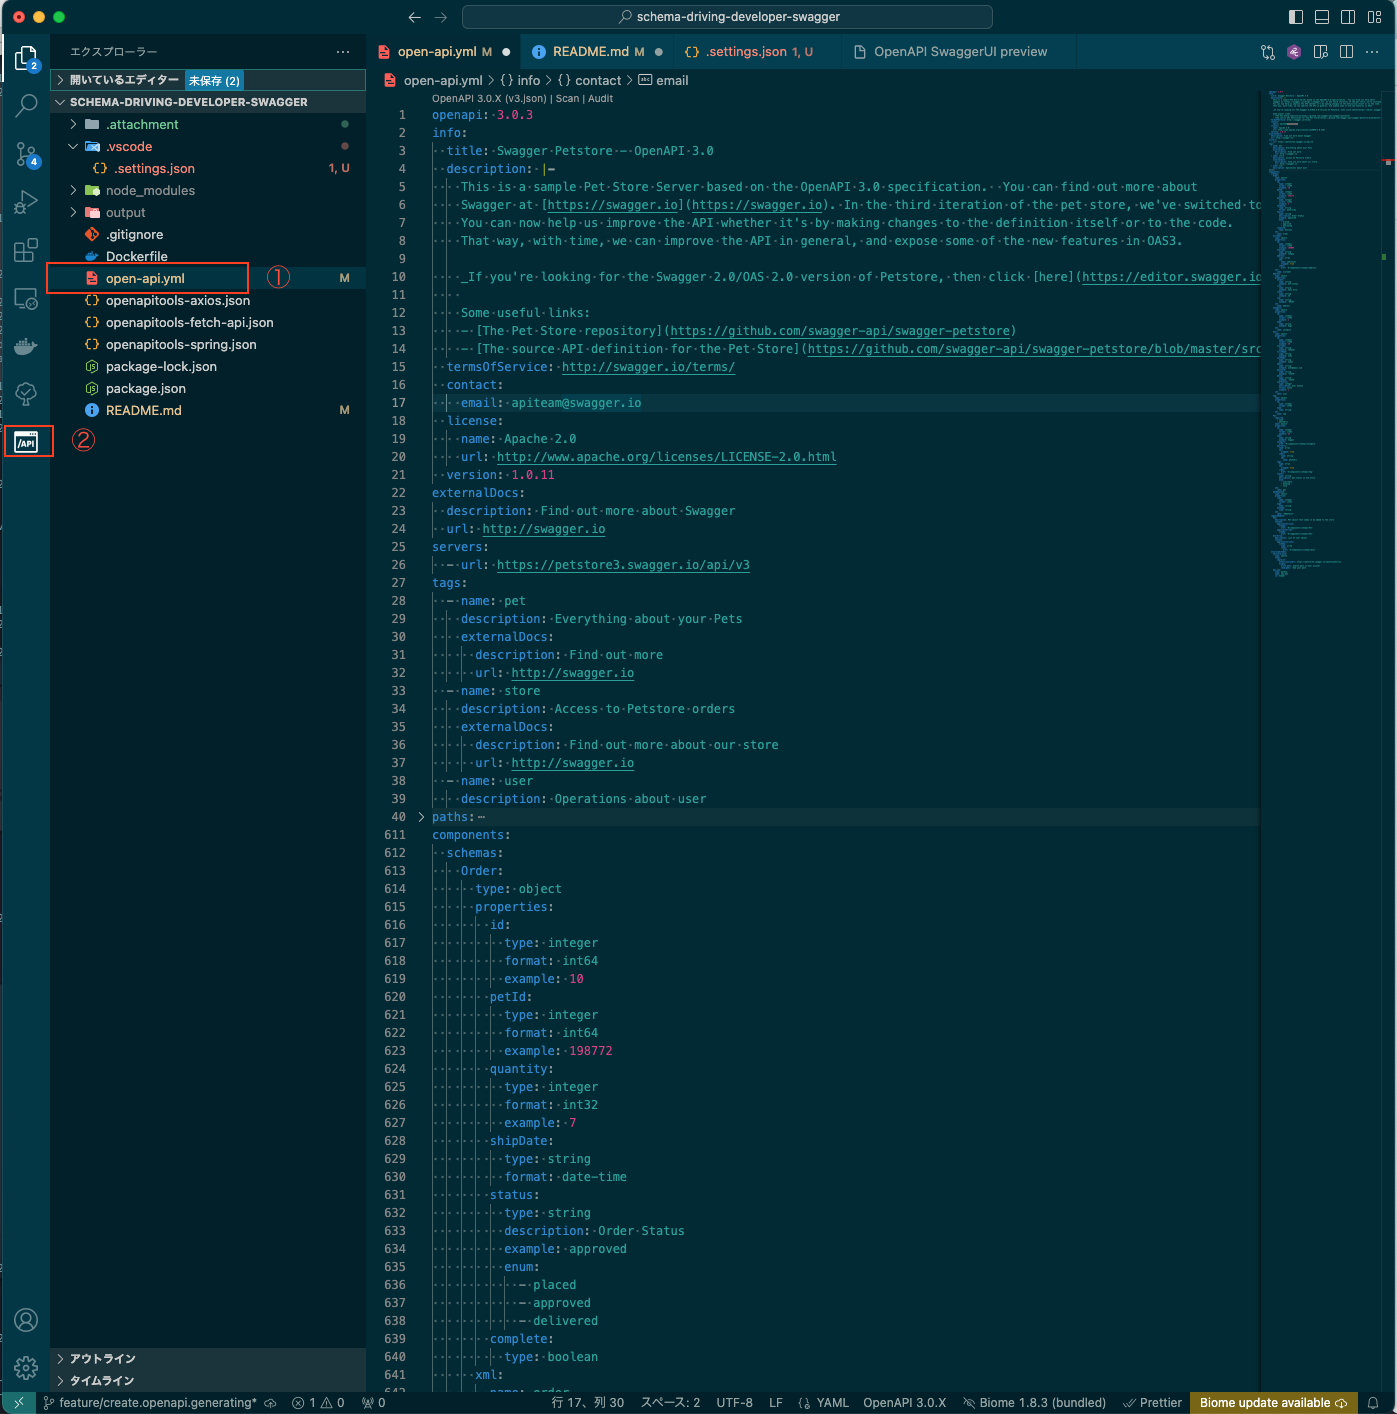 schema-driving-developer-swagger
エクスプローラー
open-api.yml M
README.md M
.settings.json 1, U
OpenAPI SwaggerUI preview
開いているエディター 未保存 (2)
open-api.yml > {} info > {} contact > abc email
SCHEMA-DRIVING-DEVELOPER-SWAGGER
.attachment
.vscode
.settings.json 1, U
node_modules
output
.gitignore
Dockerfile
open-api.yml M
①
openapitools-axios.json
openapitools-fetch-api.json
openapitools-spring.json
package-lock.json
package.json
README.md M
2
4
/API
②
アウトライン
タイムライン
OpenAPI 3.0.X (v3.json) | Scan | Audit
1 openapi: 3.0.3
2 info:
3 title: Swagger Petstore - OpenAPI 3.0
4 description: |-
5 This is a sample Pet Store Server based on the OpenAPI 3.0 specification. You can find out more about
6 Swagger at [https://swagger.io](https://swagger.io). In the third iteration of the pet store, we've switched to
7 You can now help us improve the API whether it's by making changes to the definition itself or to the code.
8 That way, with time, we can improve the API in general, and expose some of the new features in OAS3.
9
10 _If you're looking for the Swagger 2.0/OAS 2.0 version of Petstore, then click [here](https://editor.swagger.io
11
12 Some useful links:
13 - [The Pet Store repository](https://github.com/swagger-api/swagger-petstore)
14 - [The source API definition for the Pet Store](https://github.com/swagger-api/swagger-petstore/blob/master/src
15 termsOfService: http://swagger.io/terms/
16 contact:
17 email: apiteam@swagger.io
18 license:
19 name: Apache 2.0
20 url: http://www.apache.org/licenses/LICENSE-2.0.html
21 version: 1.0.11
22 externalDocs:
23 description: Find out more about Swagger
24 url: http://swagger.io
25 servers:
26 - url: https://petstore3.swagger.io/api/v3
27 tags:
28 - name: pet
29 description: Everything about your Pets
30 externalDocs:
31 description: Find out more
32 url: http://swagger.io
33 - name: store
34 description: Access to Petstore orders
35 externalDocs:
36 description: Find out more about our store
37 url: http://swagger.io
38 - name: user
39 description: Operations about user
40 paths: ⋯
611 components:
612 schemas:
613 Order:
614 type: object
615 properties:
616 id:
617 type: integer
618 format: int64
619 example: 10
620 petId:
621 type: integer
622 format: int64
623 example: 198772
624 quantity:
625 type: integer
626 format: int32
627 example: 7
628 shipDate:
629 type: string
630 format: date-time
631 status:
632 type: string
633 description: Order Status
634 example: approved
635 enum:
636 - placed
637 - approved
638 - delivered
639 complete:
640 type: boolean
641 xml:
642 name: order
feature/create.openapi.generating* 1 0 0 行 17、列 30 スペース: 2 UTF-8 LF YAML OpenAPI 3.0.X Biome 1.8.3 (bundled) Prettier Biome update available